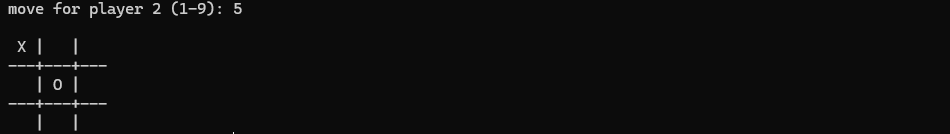 move for player 2 (1-9): 5
 X |   |
---+---+---
   | O |
---+---+---
   |   |